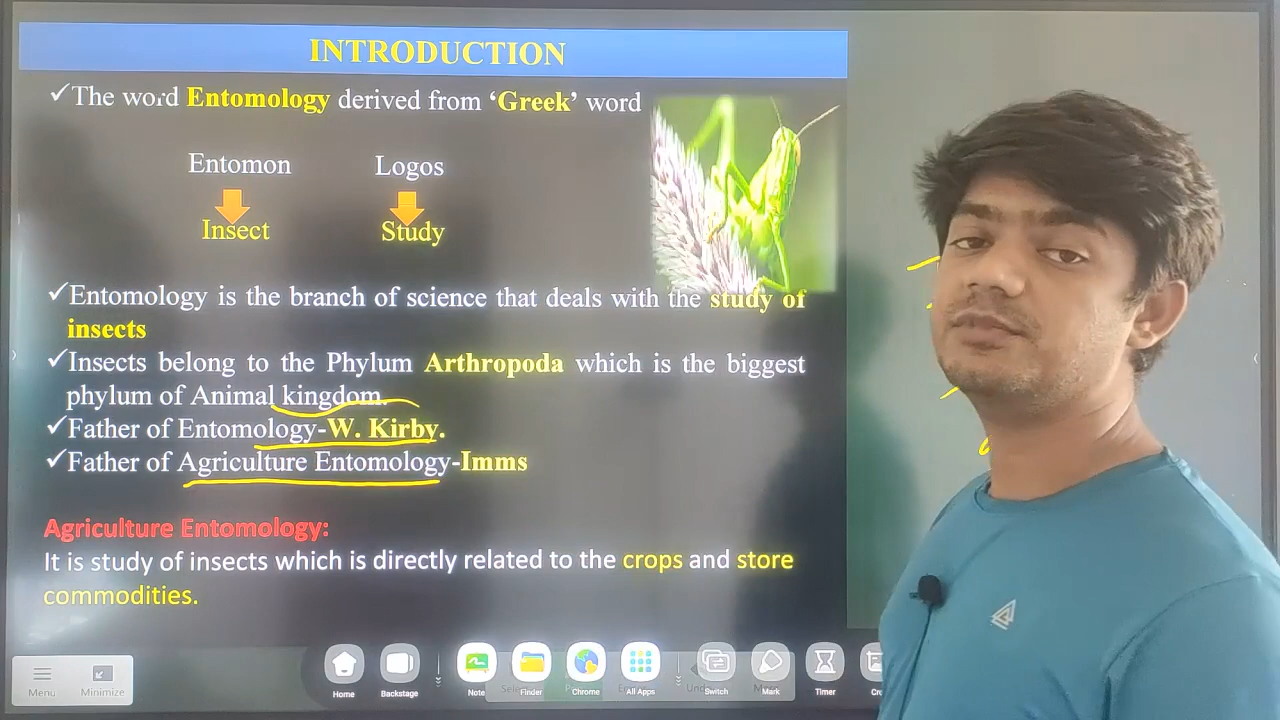 INTRODUCTION
✓The word Entomology derived from ‘Greek’ word
Entomon Logos
Insect Study
✓Entomology is the branch of science that deals with the study of
insects
✓Insects belong to the Phylum Arthropoda which is the biggest
phylum of Animal kingdom.
✓Father of Entomology-W. Kirby.
✓Father of Agriculture Entomology-Imms
Agriculture Entomology:
It is study of insects which is directly related to the crops and store
commodities.
Menu Minimize Home Backstage Note Finder Chrome All Apps Switch Mark Timer